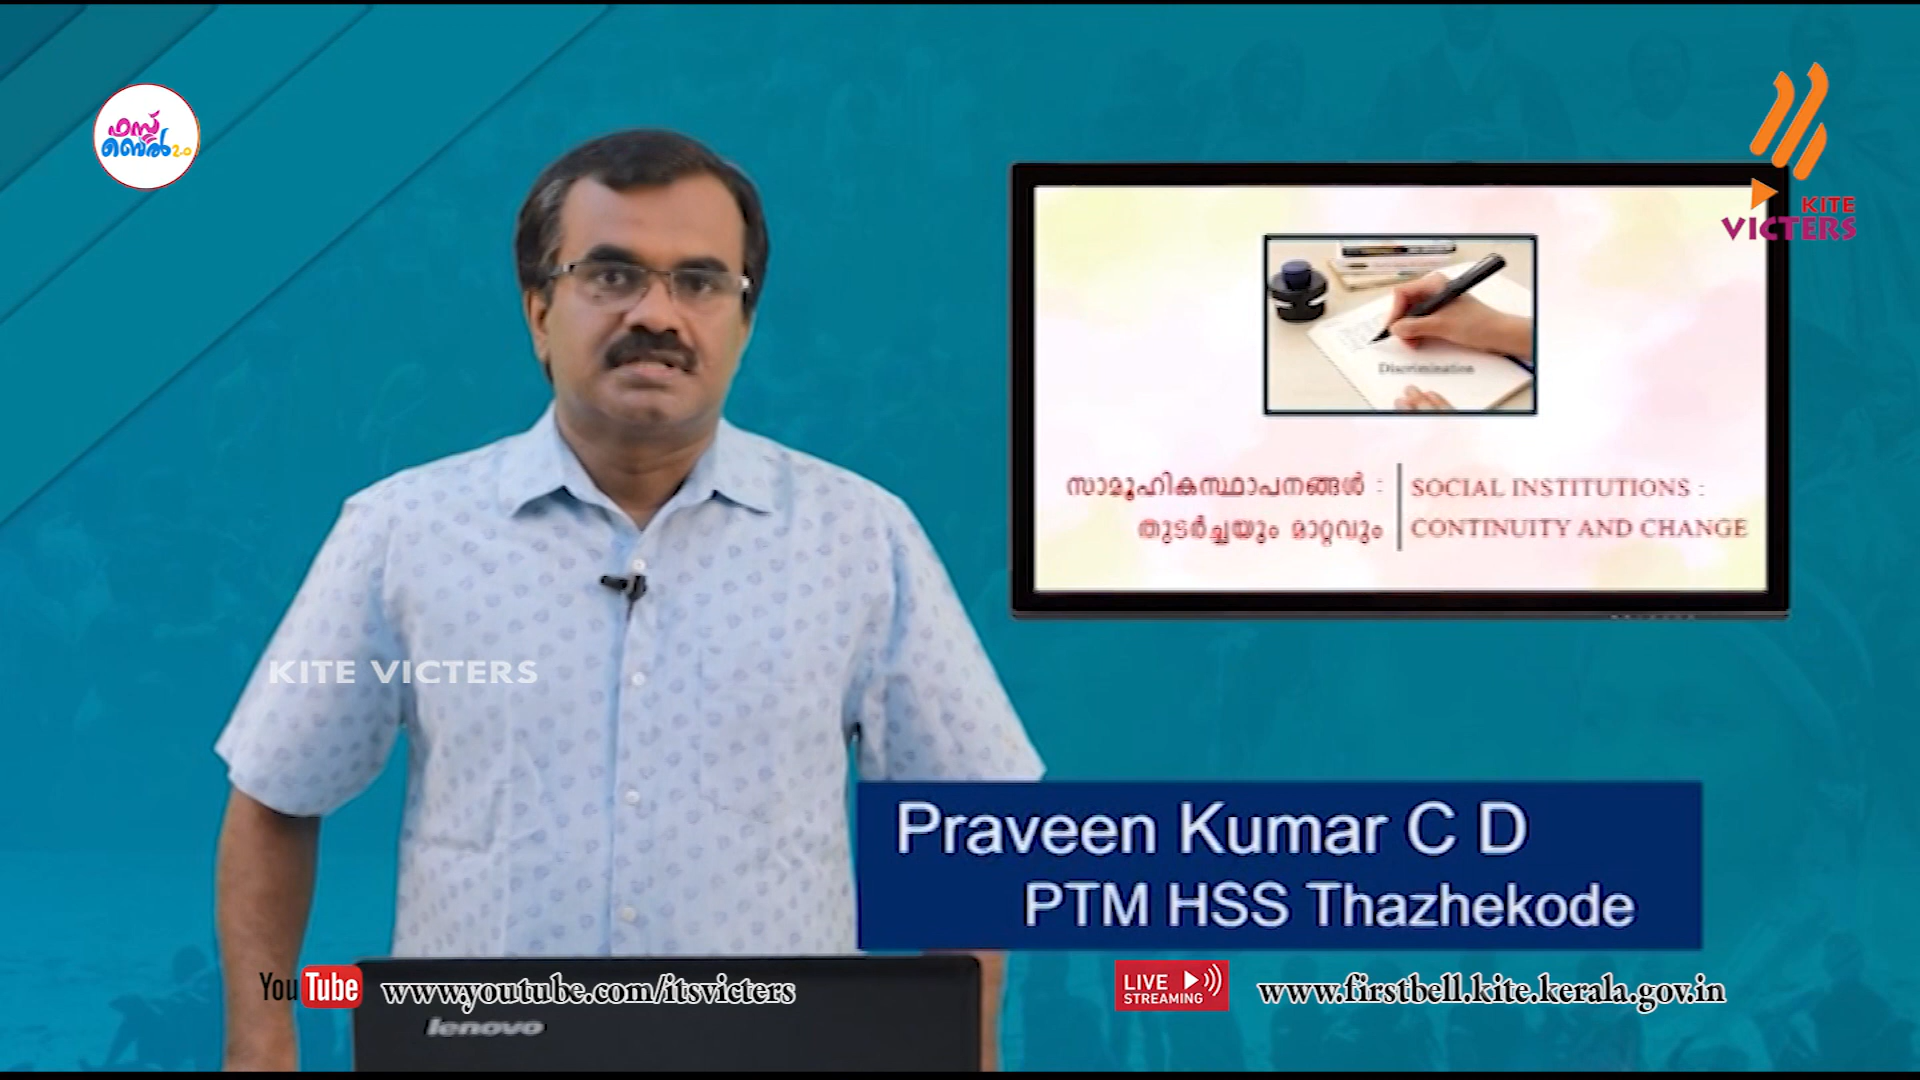 ഫസ്റ്റ്
ബെൽ 2.0
KITE
VICTERS
Discrimination
സാമൂഹികസ്ഥാപനങ്ങൾ :
തുടർച്ചയും മാറ്റവും
SOCIAL INSTITUTIONS :
CONTINUITY AND CHANGE
KITE VICTERS
Praveen Kumar C D
PTM HSS Thazhekode
YouTube www.youtube.com/itsvicters
LIVE
STREAMING
www.firstbell.kite.kerala.gov.in
lenovo